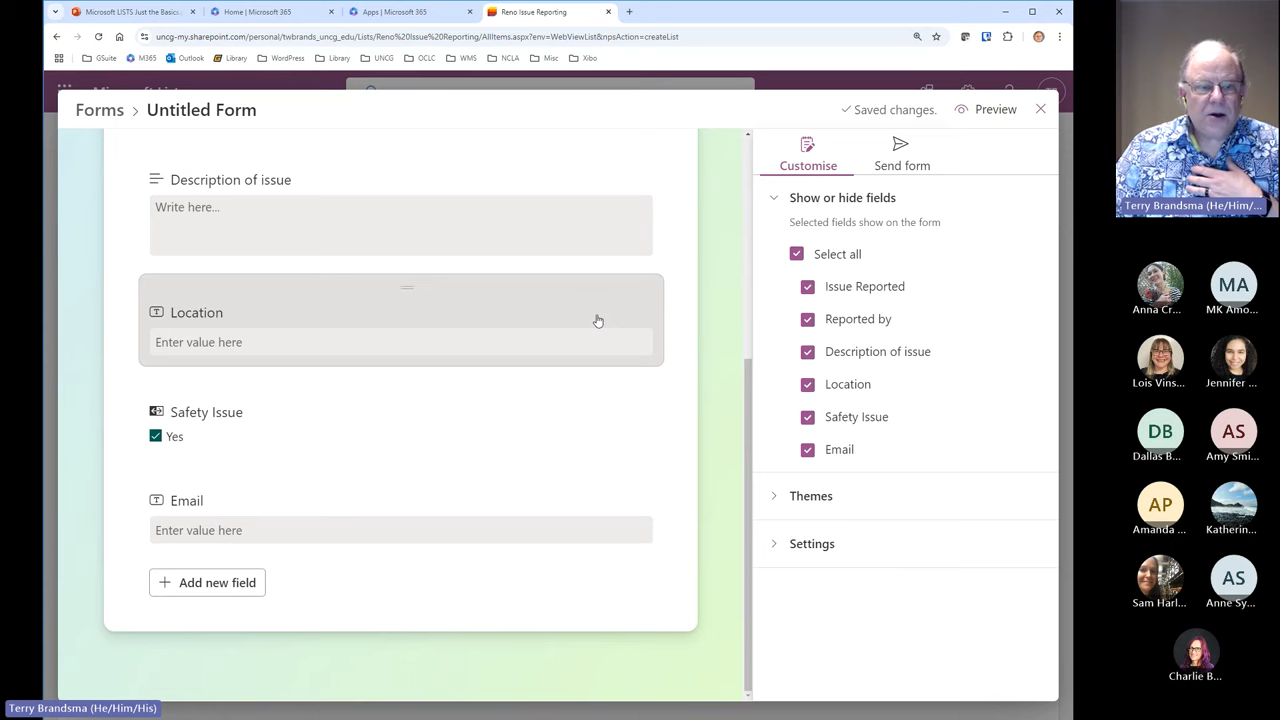 Microsoft LISTS Just the Basics
Home | Microsoft 365
Apps | Microsoft 365
Reno Issue Reporting
uncg-my.sharepoint.com/personal/twbrands_uncg_edu/Lists/Reno%20Issue%20Reporting/AllItems.aspx?env=WebViewList&npsAction=createList
GSuite
M365
Outlook
Library
WordPress
Library
UNCG
OCLC
WMS
NCLA
Misc
Xibo
Forms > Untitled Form
Saved changes.
Preview
Description of issue
Write here...
Location
Enter value here
Safety Issue
Yes
Email
Enter value here
+ Add new field
Customise
Send form
Show or hide fields
Selected fields show on the form
Select all
Issue Reported
Reported by
Description of issue
Location
Safety Issue
Email
Themes
Settings
Terry Brandsma (He/Him/...
Anna Cr...
MA
MK Amo...
Lois Vins...
Jennifer ...
DB
Dallas B...
AS
Amy Smi...
AP
Amanda ...
Katherin...
Sam Harl...
AS
Anne Sy...
Charlie B...
Terry Brandsma (He/Him/His)